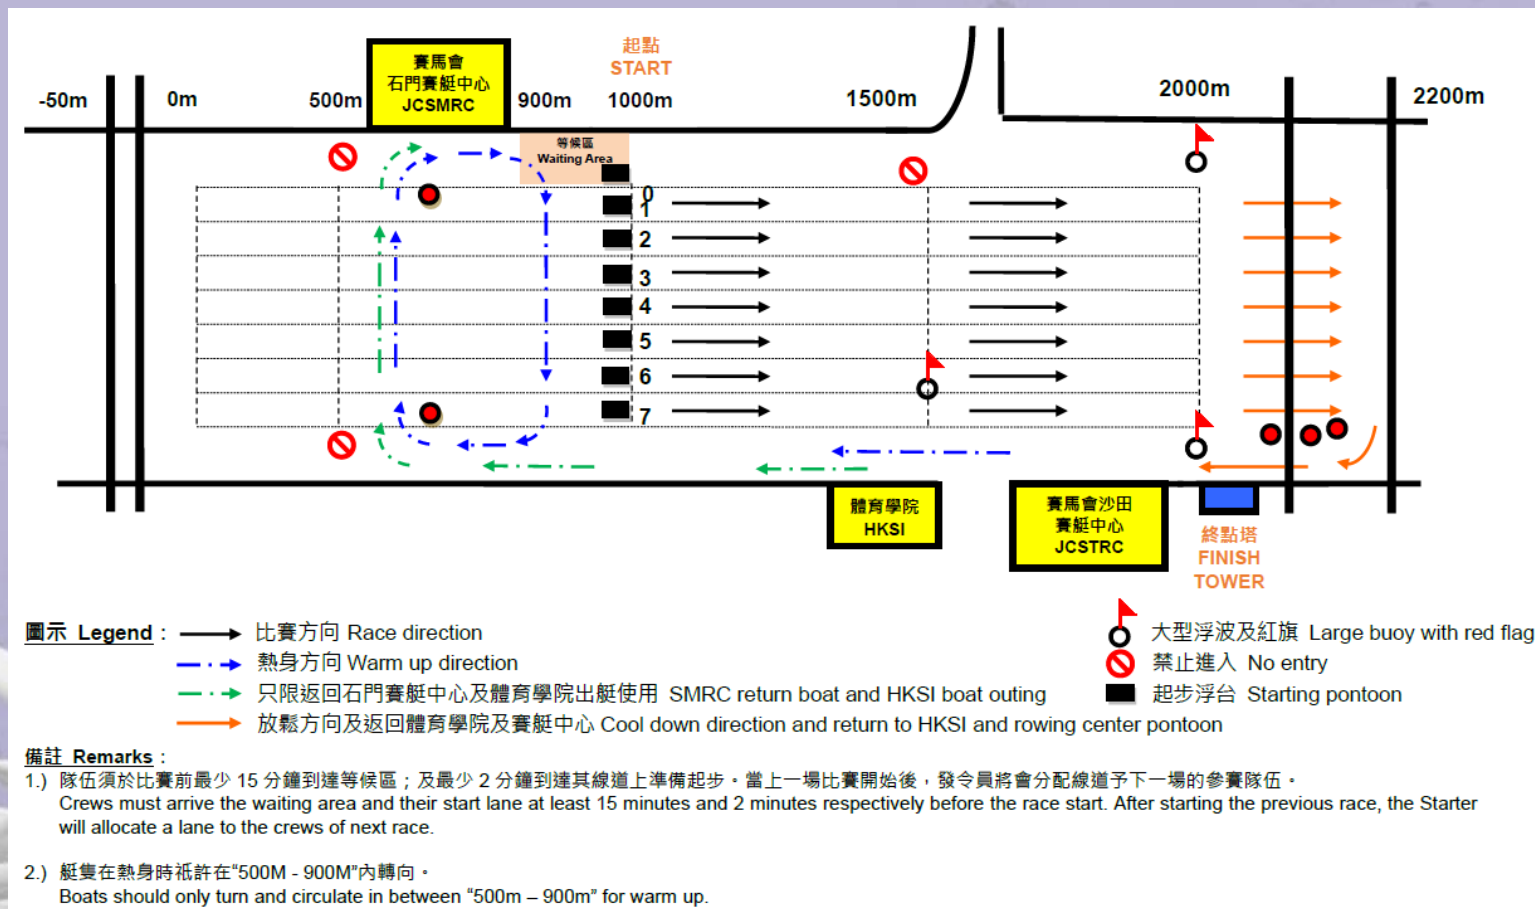 起點
START
賽馬會
石門賽艇中心
JCSMRC
-50m
0m
500m
900m
1000m
1500m
2000m
2200m
等候區
Waiting Area
0
1
2
3
4
5
6
7
體育學院
HKSI
賽馬會沙田
賽艇中心
JCSTRC
終點塔
FINISH
TOWER
圖示 Legend :
比賽方向 Race direction
熱身方向 Warm up direction
只限返回石門賽艇中心及體育學院出艇使用 SMRC return boat and HKSI boat outing
放鬆方向及返回體育學院及賽艇中心 Cool down direction and return to HKSI and rowing center pontoon
大型浮波及紅旗 Large buoy with red flag
禁止進入 No entry
起步浮台 Starting pontoon
備註 Remarks :
1.) 隊伍須於比賽前最少 15 分鐘到達等候區；及最少 2 分鐘到達其線道上準備起步。當上一場比賽開始後，發令員將會分配線道予下一場的參賽隊伍。
Crews must arrive the waiting area and their start lane at least 15 minutes and 2 minutes respectively before the race start. After starting the previous race, the Starter
will allocate a lane to the crews of next race.
2.) 艇隻在熱身時祇許在“500M - 900M”內轉向。
Boats should only turn and circulate in between “500m – 900m” for warm up.